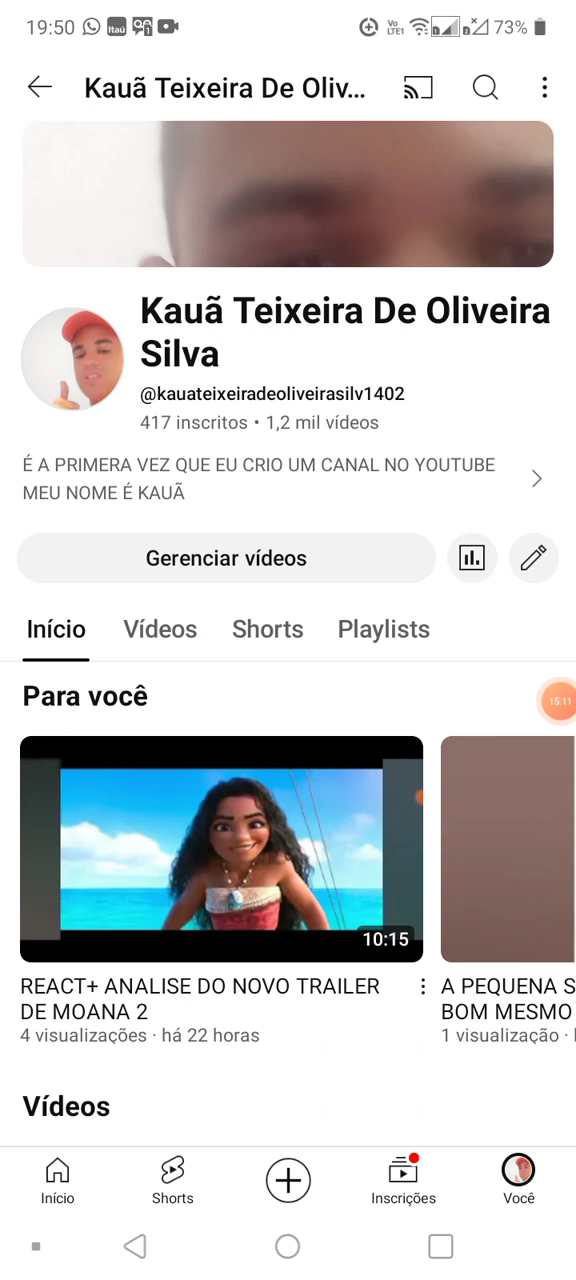 19:50 Itaú Vo LTE1 73%
Kauã Teixeira De Oliv...
Kauã Teixeira De Oliveira
Silva
@kauateixeiradeoliveirasilv1402
417 inscritos • 1,2 mil vídeos
É A PRIMERA VEZ QUE EU CRIO UM CANAL NO YOUTUBE
MEU NOME É KAUÃ
Gerenciar vídeos
Início Vídeos Shorts Playlists
Para você
15:11
10:15
REACT+ ANALISE DO NOVO TRAILER
DE MOANA 2
4 visualizações · há 22 horas
A PEQUENA S
BOM MESMO
1 visualização ·
Vídeos
Início Shorts Inscrições Você